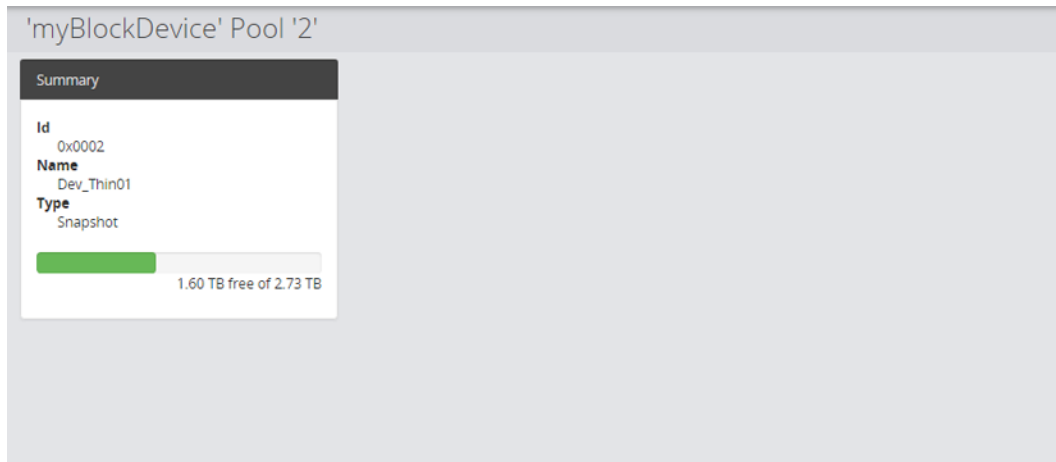 'myBlockDevice' Pool '2'
Summary
Id
0x0002
Name
Dev_Thin01
Type
Snapshot
1.60 TB free of 2.73 TB